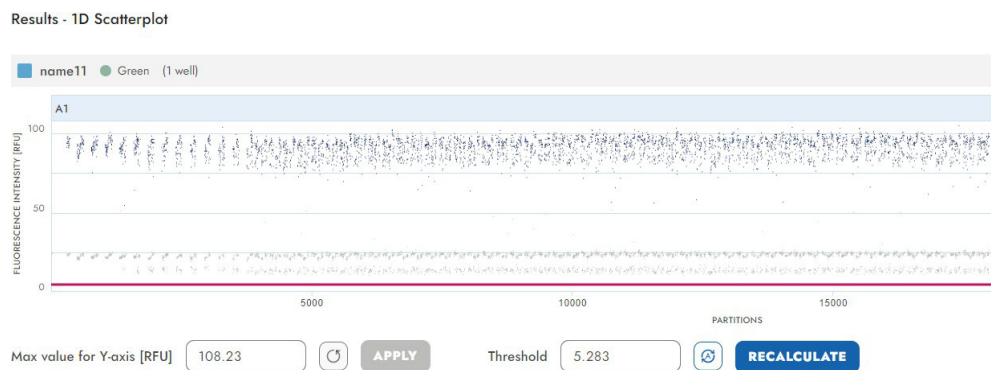 Results - 1D Scatterplot
name11 Green (1 well)
A1
100
50
0
FLUORESCENCE INTENSITY [RFU]
5000 10000 15000
PARTITIONS
Max value for Y-axis [RFU] 108.23 APPLY Threshold 5.283 A RECALCULATE